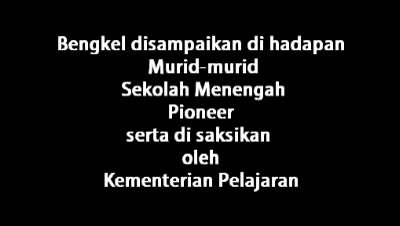 Bengkel disampaikan di hadapan
Murid-murid
Sekolah Menengah
Pioneer
serta di saksikan
oleh
Kementerian Pelajaran